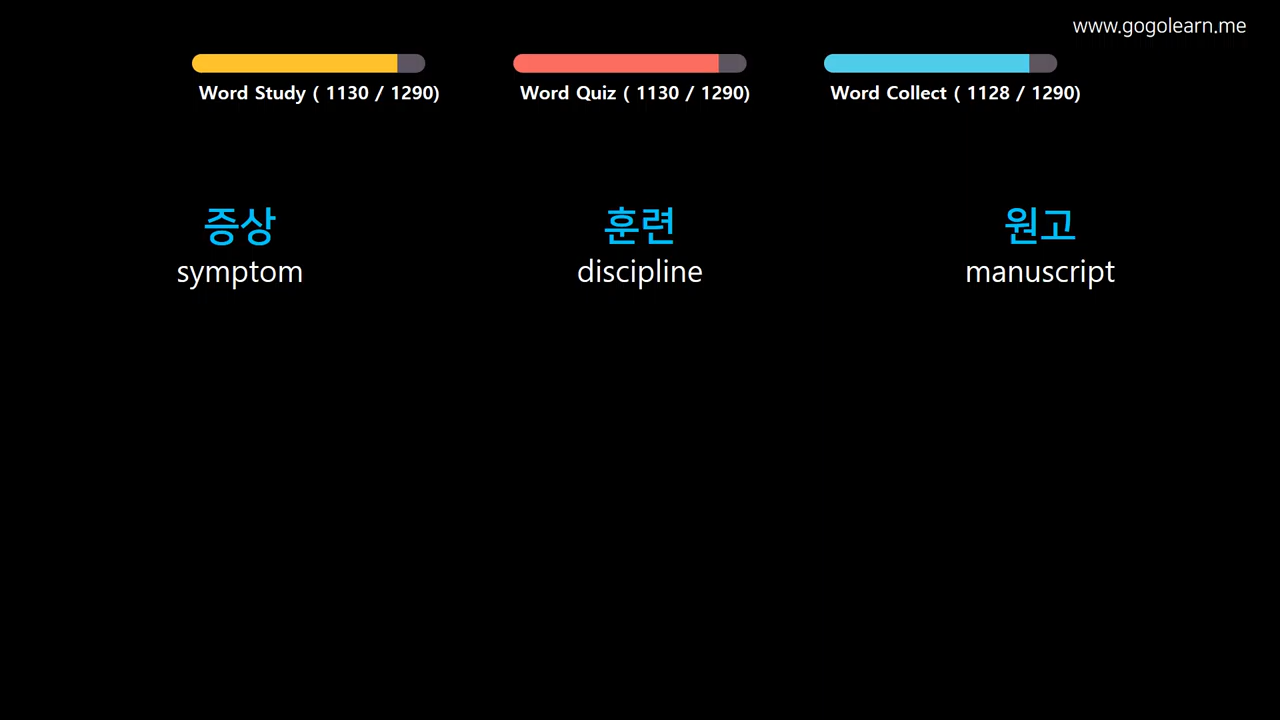 www.gogolearn.me
Word Study ( 1130 / 1290)
Word Quiz ( 1130 / 1290)
Word Collect ( 1128 / 1290)
증상
symptom
훈련
discipline
원고
manuscript